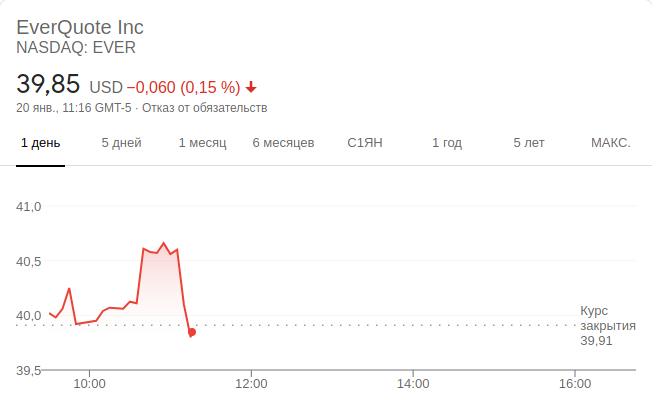 EverQuote Inc
NASDAQ: EVER
39,85 USD −0,060 (0,15 %)
20 янв., 11:16 GMT-5 · Отказ от обязательств
1 день 5 дней 1 месяц 6 месяцев С1ЯН 1 год 5 лет МАКС.
41,0
40,5
40,0
Курс
закрытия
39,91
39,5
10:00 12:00 14:00 16:00